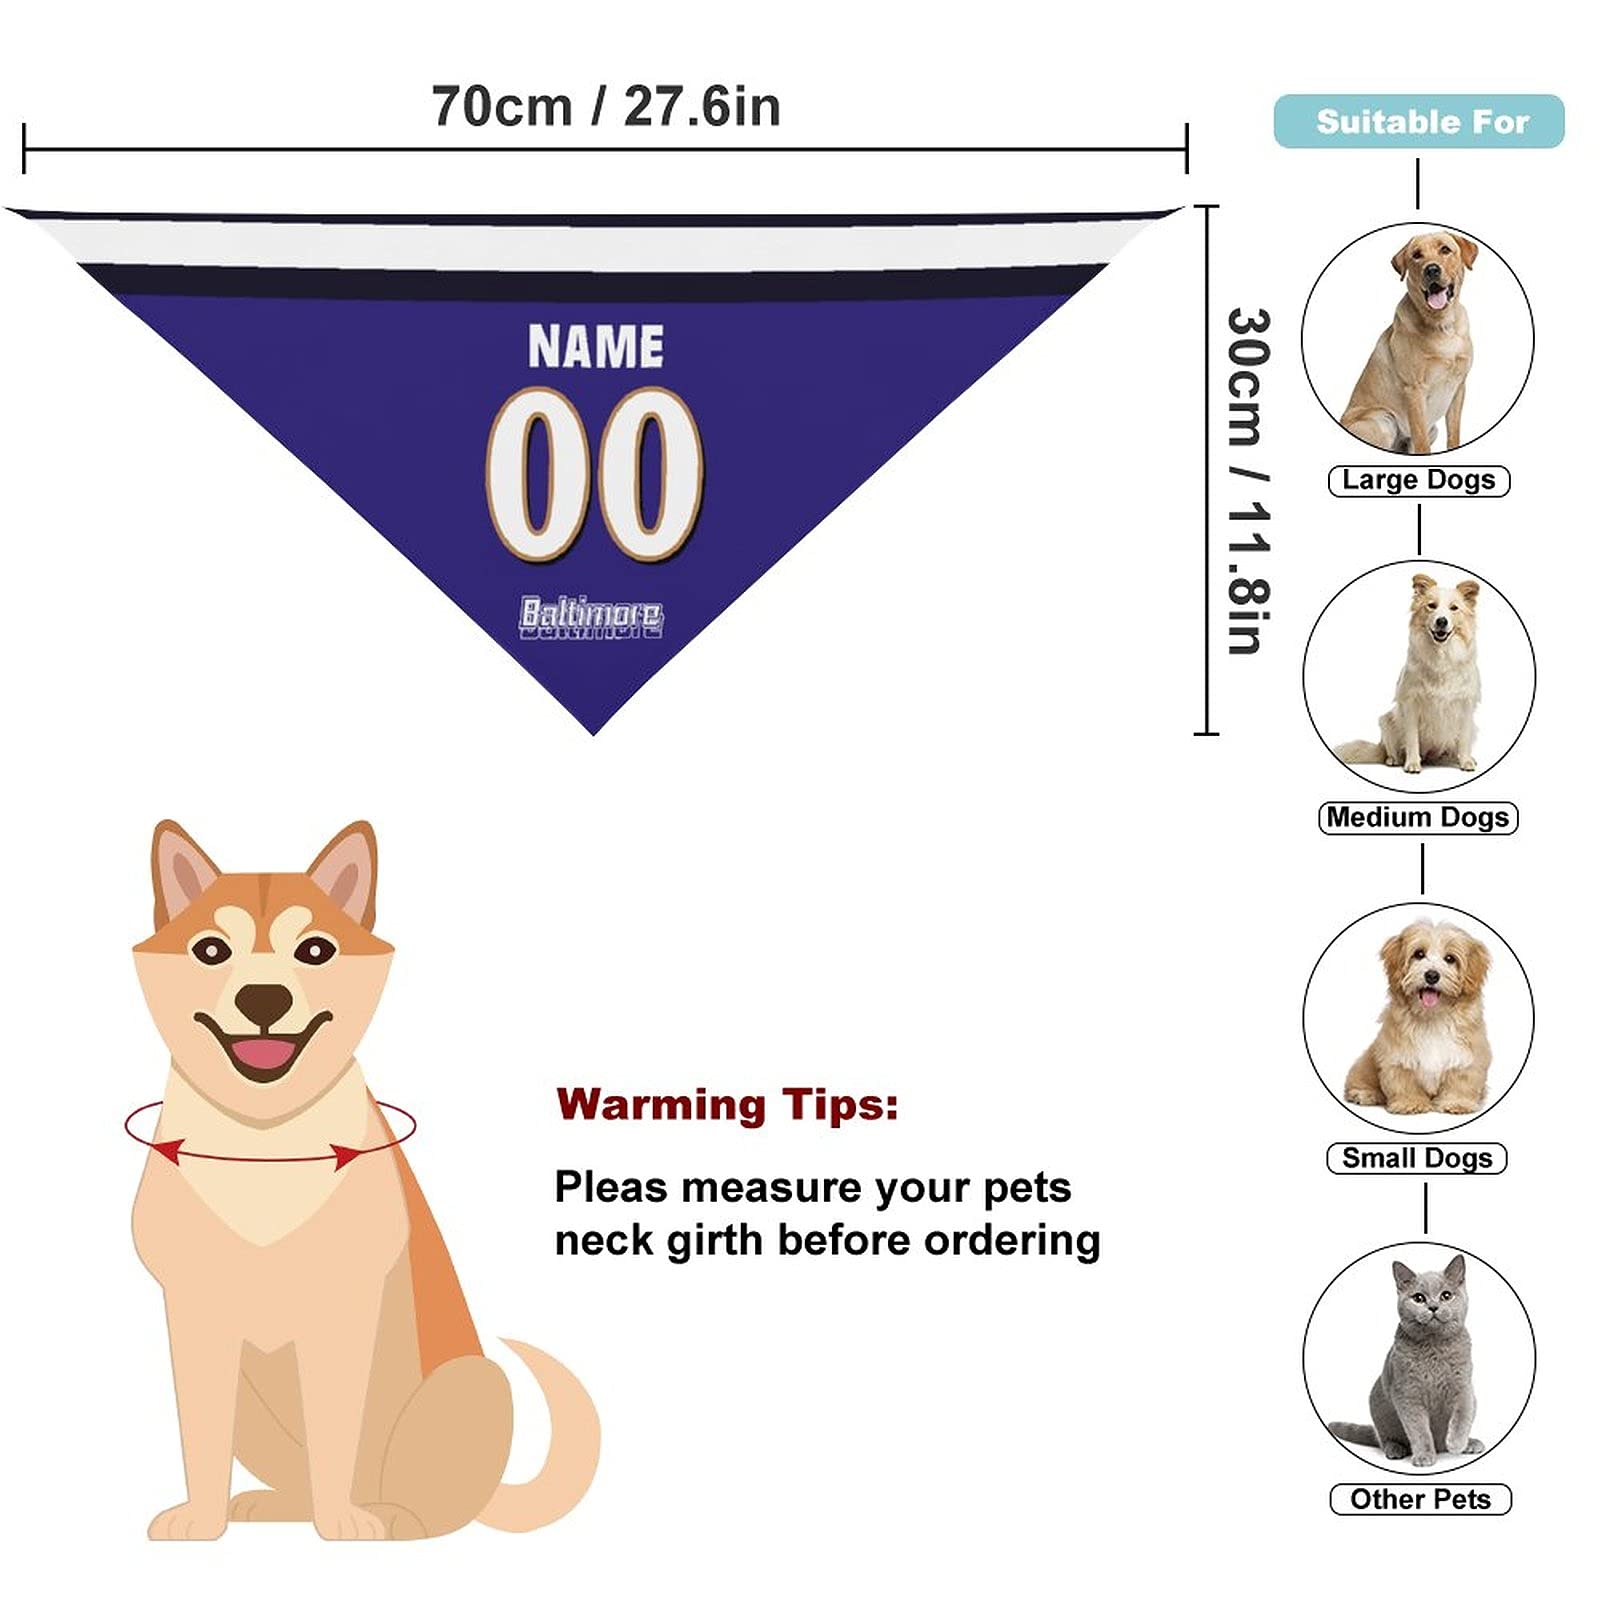 70cm / 27.6in
Suitable For
NAME
00
Baltimore
30cm / 11.8in
Large Dogs
Medium Dogs
Small Dogs
Other Pets
Warming Tips:
Pleas measure your pets
neck girth before ordering